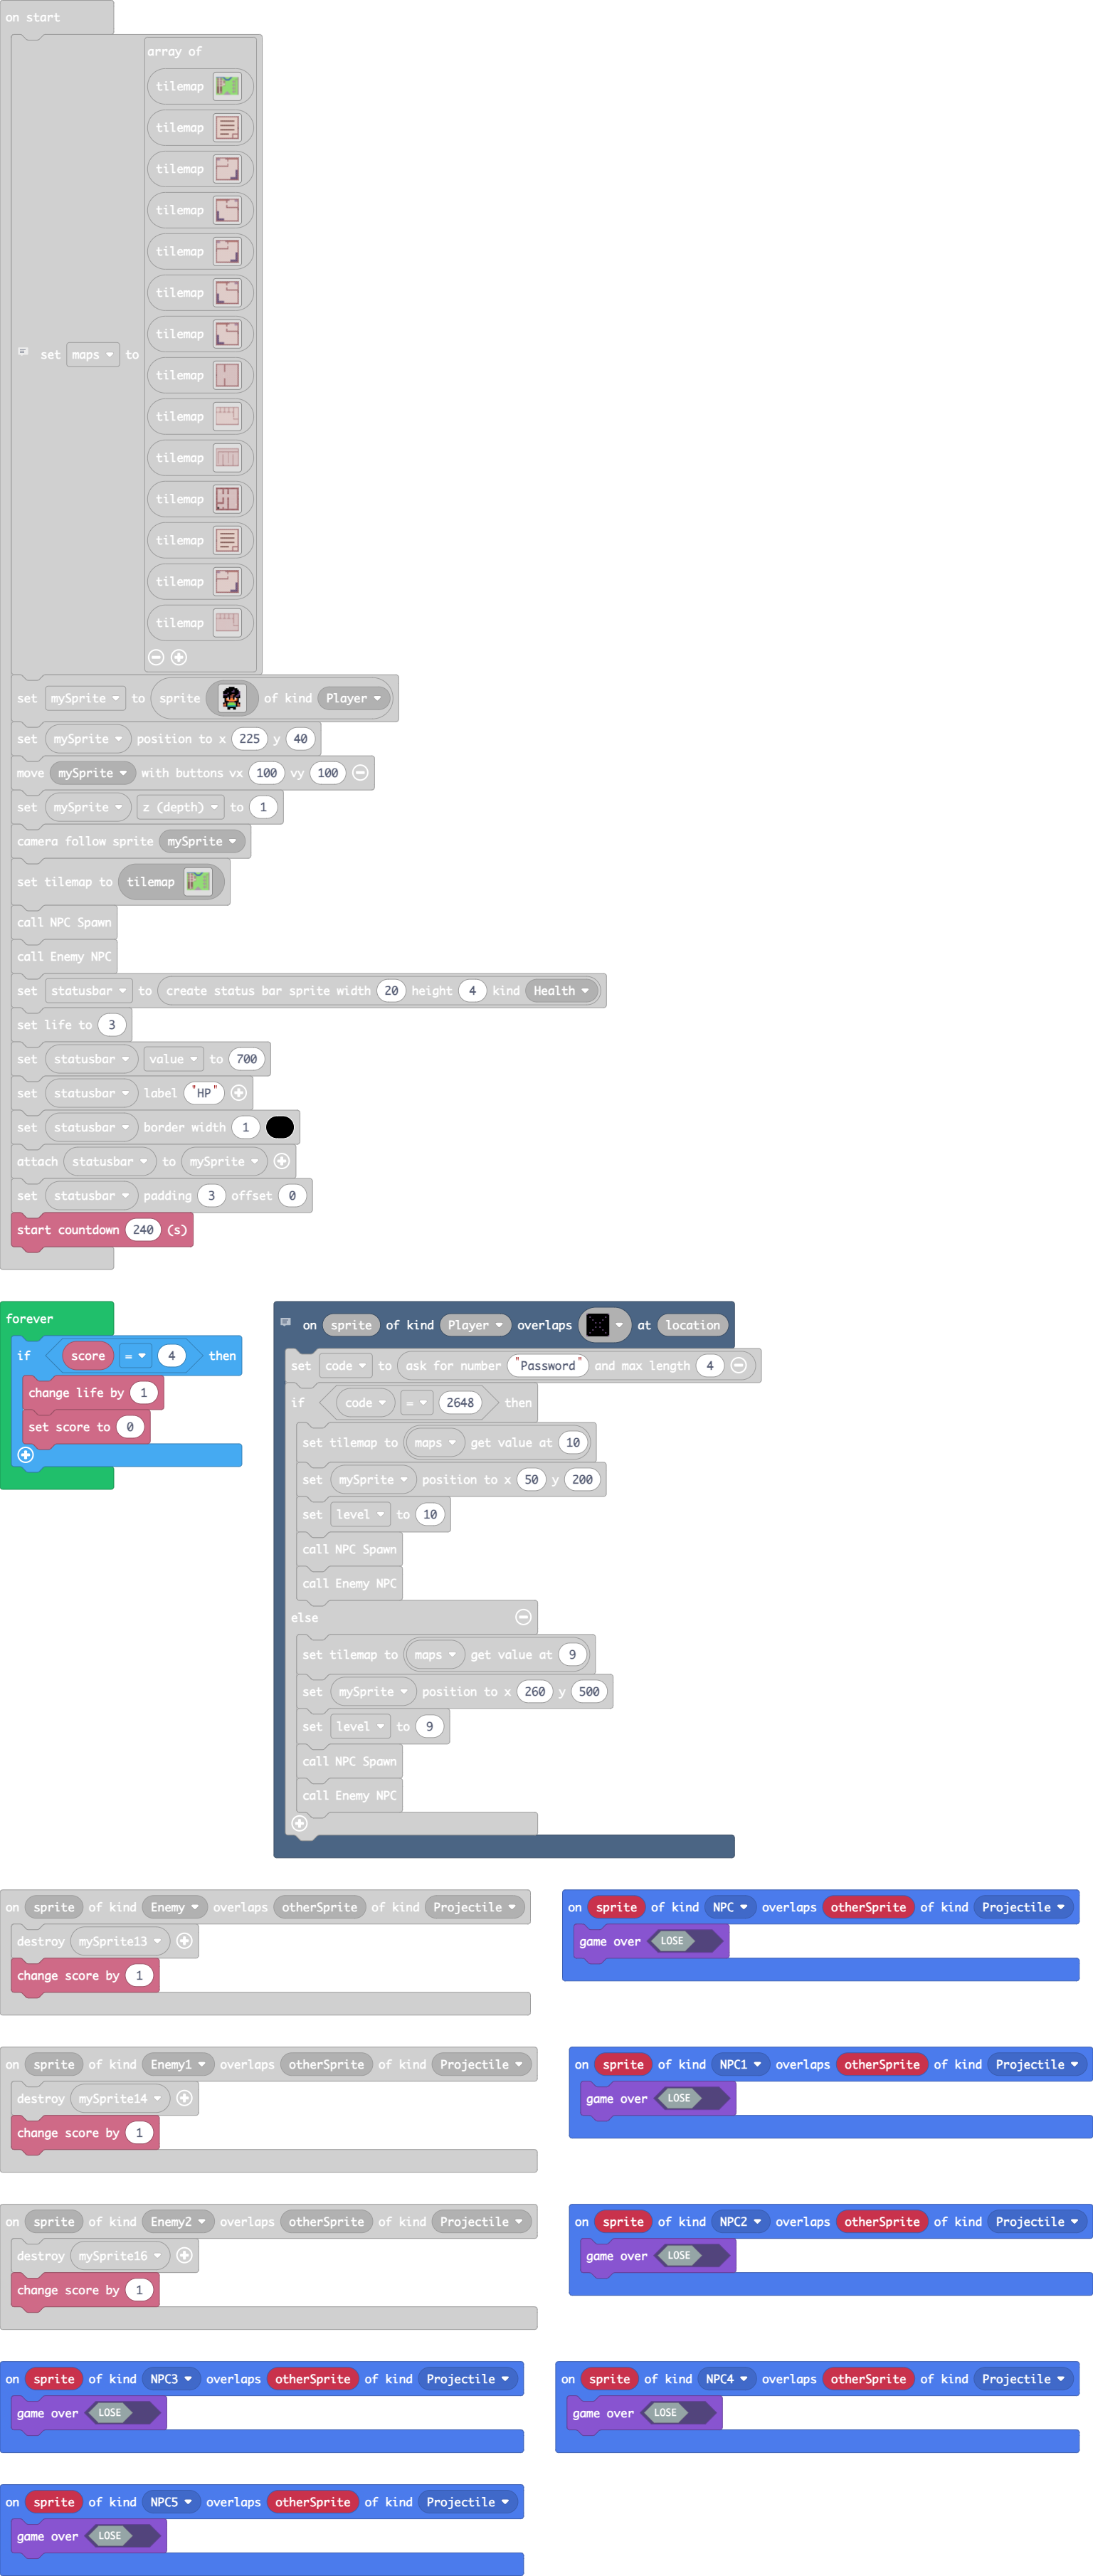 on start
array of
tilemap
tilemap
tilemap
tilemap
tilemap
tilemap
tilemap
set maps to
tilemap
tilemap
tilemap
tilemap
tilemap
tilemap
tilemap
set mySprite to sprite of kind Player
set mySprite position to x 225 y 40
move mySprite with buttons vx 100 vy 100
set mySprite z (depth) to 1
camera follow sprite mySprite
set tilemap to tilemap
call NPC Spawn
call Enemy NPC
set statusbar to create status bar sprite width 20 height 4 kind Health
set life to 3
set statusbar value to 700
set statusbar label "HP"
set statusbar border width 1
attach statusbar to mySprite
set statusbar padding 3 offset 0
start countdown 240 (s)
forever
if score = 4 then
change life by 1
set score to 0
on sprite of kind Player overlaps at location
set code to ask for number "Password" and max length 4
if code = 2648 then
set tilemap to maps get value at 10
set mySprite position to x 50 y 200
set level to 10
call NPC Spawn
call Enemy NPC
else
set tilemap to maps get value at 9
set mySprite position to x 260 y 500
set level to 9
call NPC Spawn
call Enemy NPC
on sprite of kind Enemy overlaps otherSprite of kind Projectile
destroy mySprite13
change score by 1
on sprite of kind NPC overlaps otherSprite of kind Projectile
game over LOSE
on sprite of kind Enemy1 overlaps otherSprite of kind Projectile
destroy mySprite14
change score by 1
on sprite of kind NPC1 overlaps otherSprite of kind Projectile
game over LOSE
on sprite of kind Enemy2 overlaps otherSprite of kind Projectile
destroy mySprite16
change score by 1
on sprite of kind NPC2 overlaps otherSprite of kind Projectile
game over LOSE
on sprite of kind NPC3 overlaps otherSprite of kind Projectile
game over LOSE
on sprite of kind NPC4 overlaps otherSprite of kind Projectile
game over LOSE
on sprite of kind NPC5 overlaps otherSprite of kind Projectile
game over LOSE